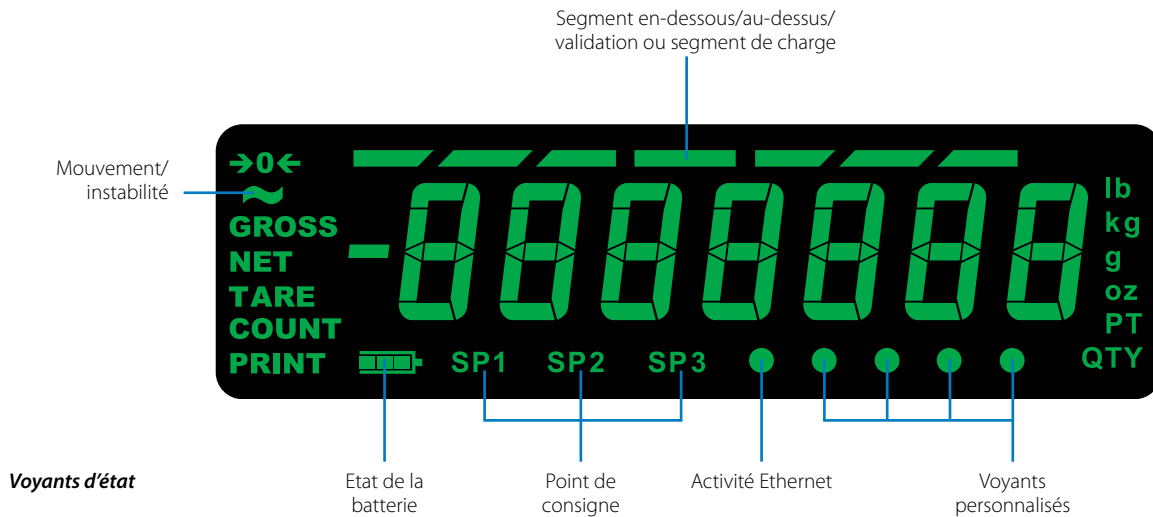 Segment en-dessous/au-dessus/
validation ou segment de charge
Mouvement/
instabilité
→0←
~
GROSS
NET
TARE
COUNT
PRINT
-8888888
lb
kg
g
oz
PT
QTY
SP1 SP2 SP3
Voyants d’état
Etat de la
batterie
Point de
consigne
Activité Ethernet
Voyants
personnalisés